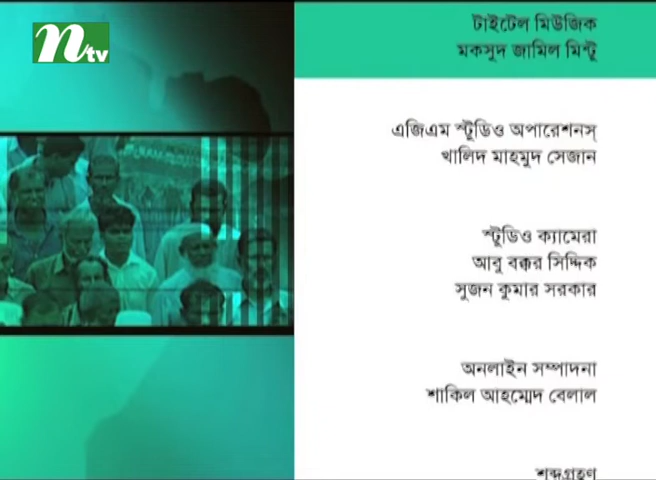 ntv
টাইটেল মিউজিক
মকসুদ জামিল মিন্টু
এজিএম স্টুডিও অপারেশনস্
খালিদ মাহমুদ সেজান
স্টুডিও ক্যামেরা
আবু বক্কর সিদ্দিক
সুজন কুমার সরকার
অনলাইন সম্পাদনা
শাকিল আহম্মেদ বেলাল
শব্দগ্রহণ